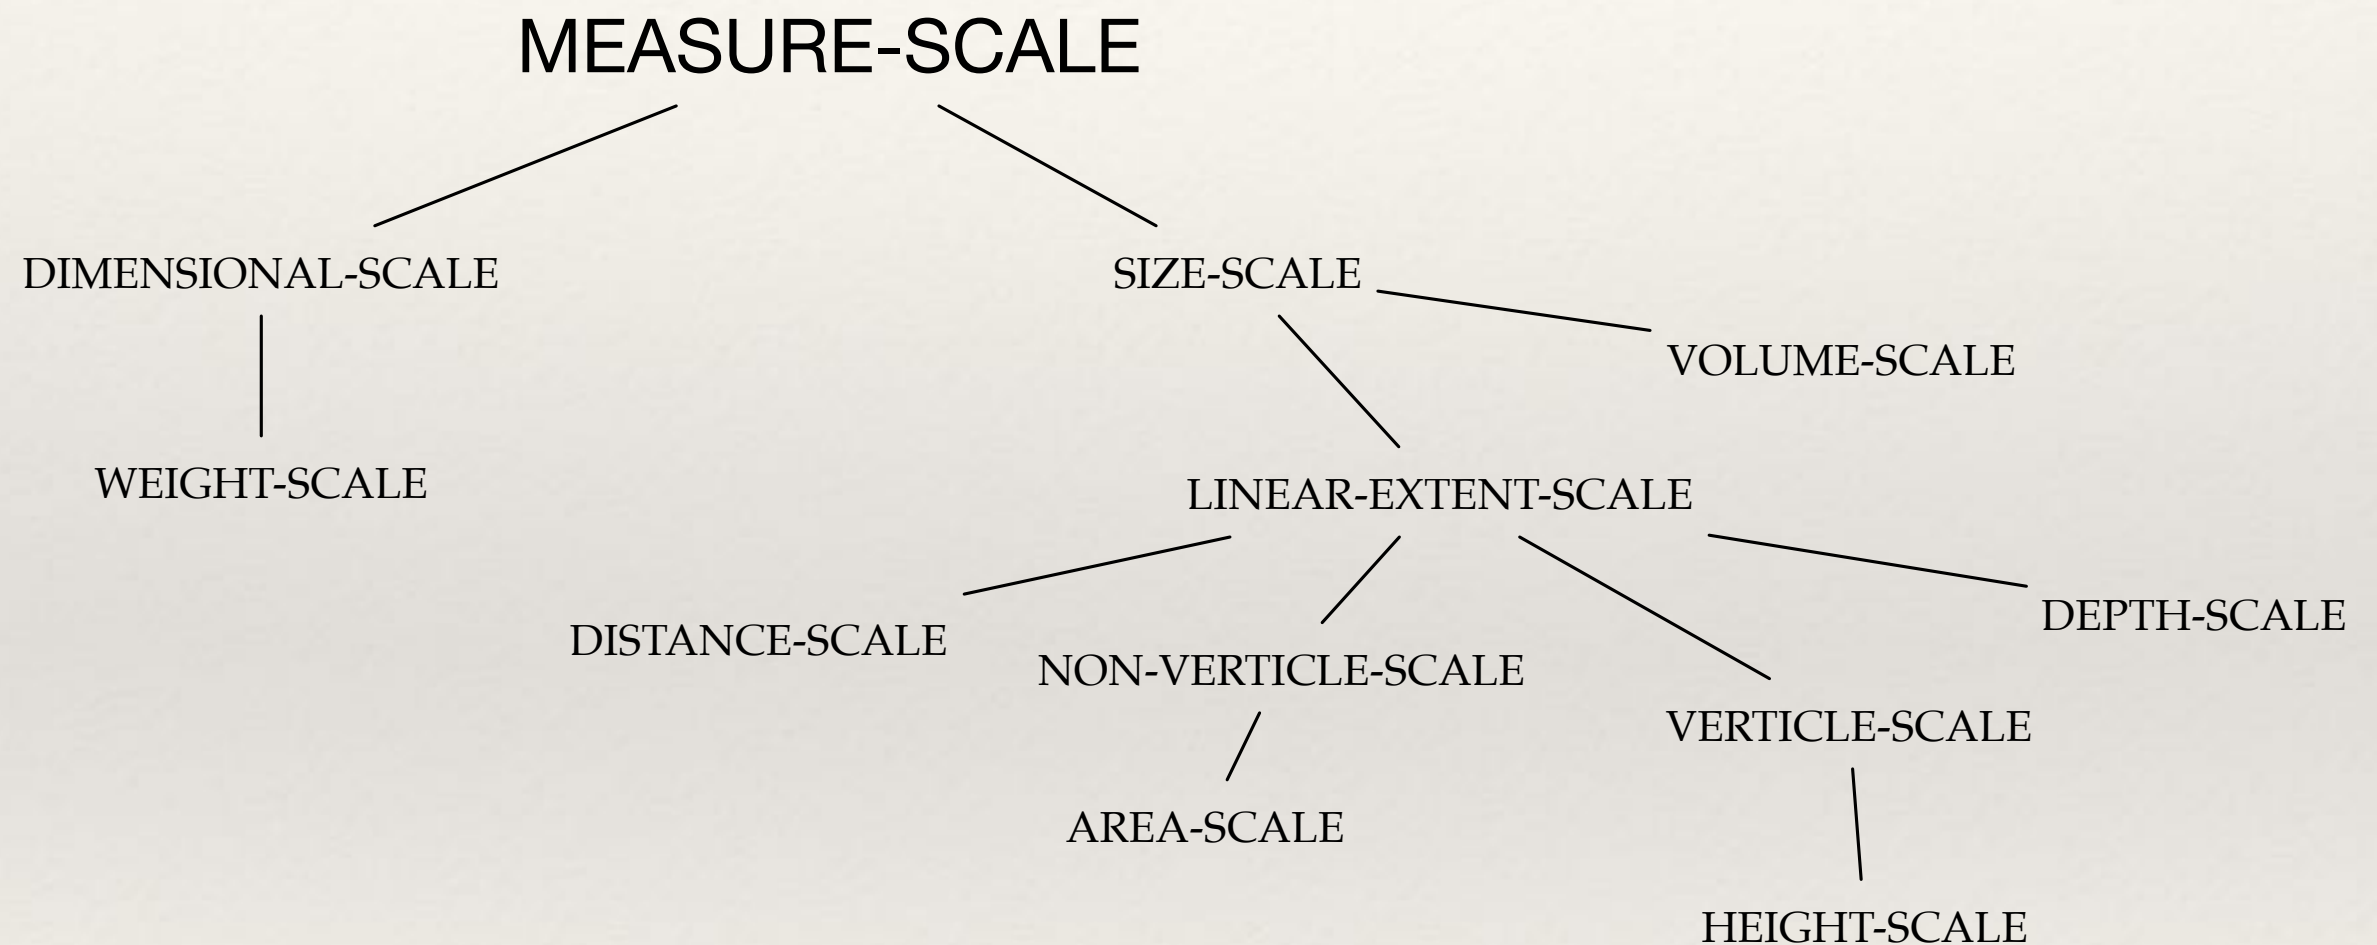 MEASURE-SCALE
DIMENSIONAL-SCALE
SIZE-SCALE
VOLUME-SCALE
WEIGHT-SCALE
LINEAR-EXTENT-SCALE
DISTANCE-SCALE
DEPTH-SCALE
NON-VERTICLE-SCALE
VERTICLE-SCALE
AREA-SCALE
HEIGHT-SCALE